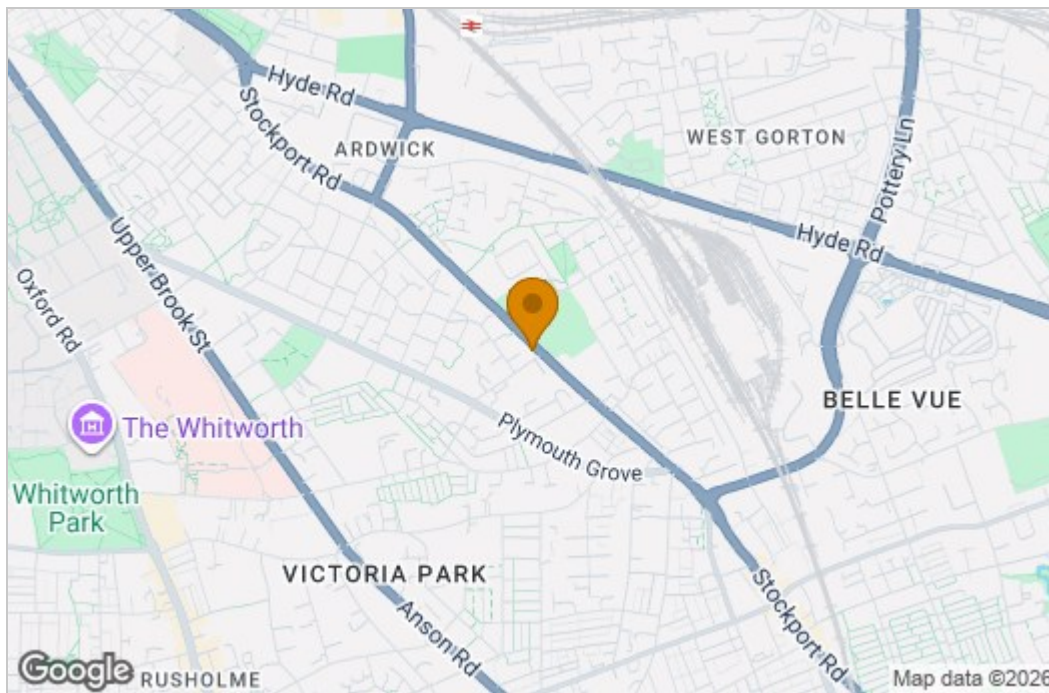 Hyde Rd
Stockport Rd
ARDWICK
WEST GORTON
Pottery Ln
Hyde Rd
Upper Brook St
Oxford Rd
BELLE VUE
The Whitworth
Plymouth Grove
Whitworth
Park
VICTORIA PARK
Stockport Rd
Anson Rd
Google
RUSHOLME
Map data ©2026